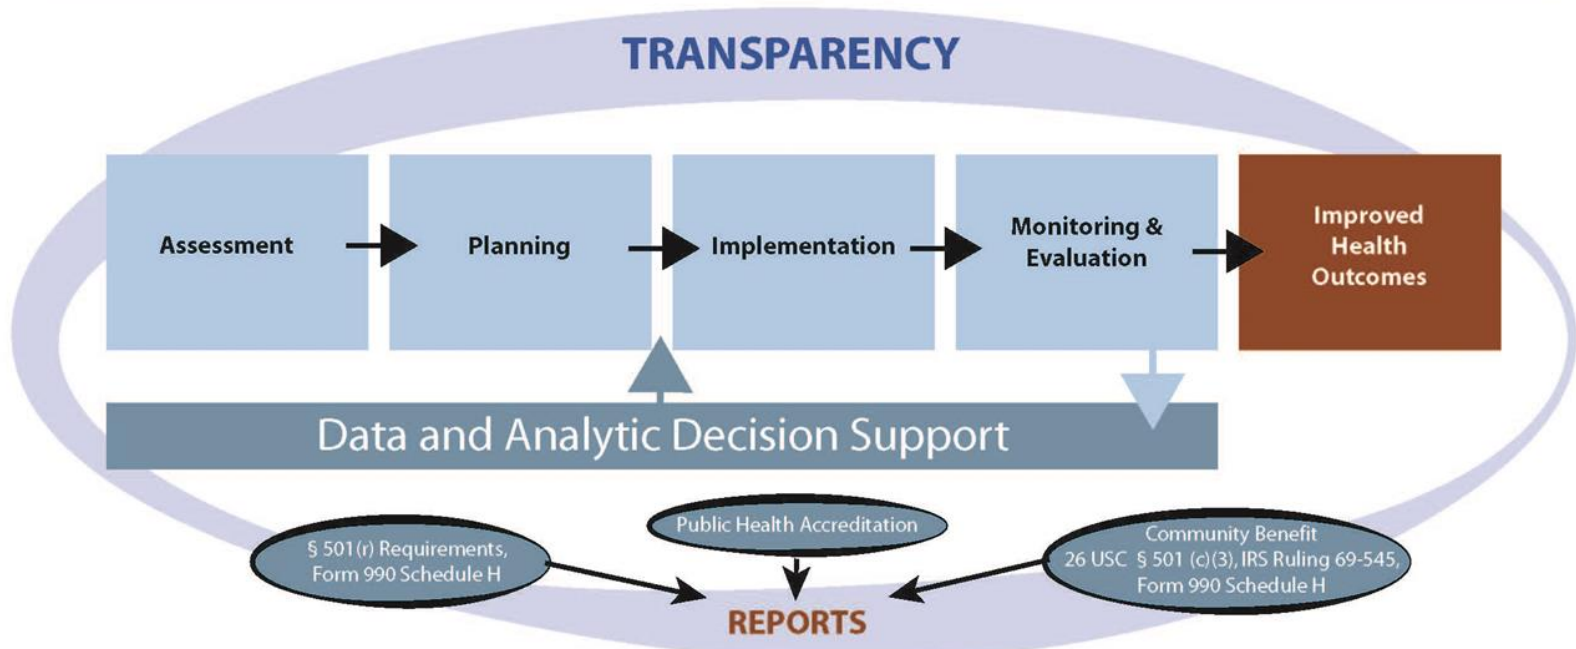 TRANSPARENCY
Assessment
Planning
Implementation
Monitoring &
Evaluation
Improved
Health
Outcomes
Data and Analytic Decision Support
§ 501(r) Requirements,
Form 990 Schedule H
Public Health Accreditation
Community Benefit
26 USC § 501 (c)(3), IRS Ruling 69-545,
Form 990 Schedule H
REPORTS